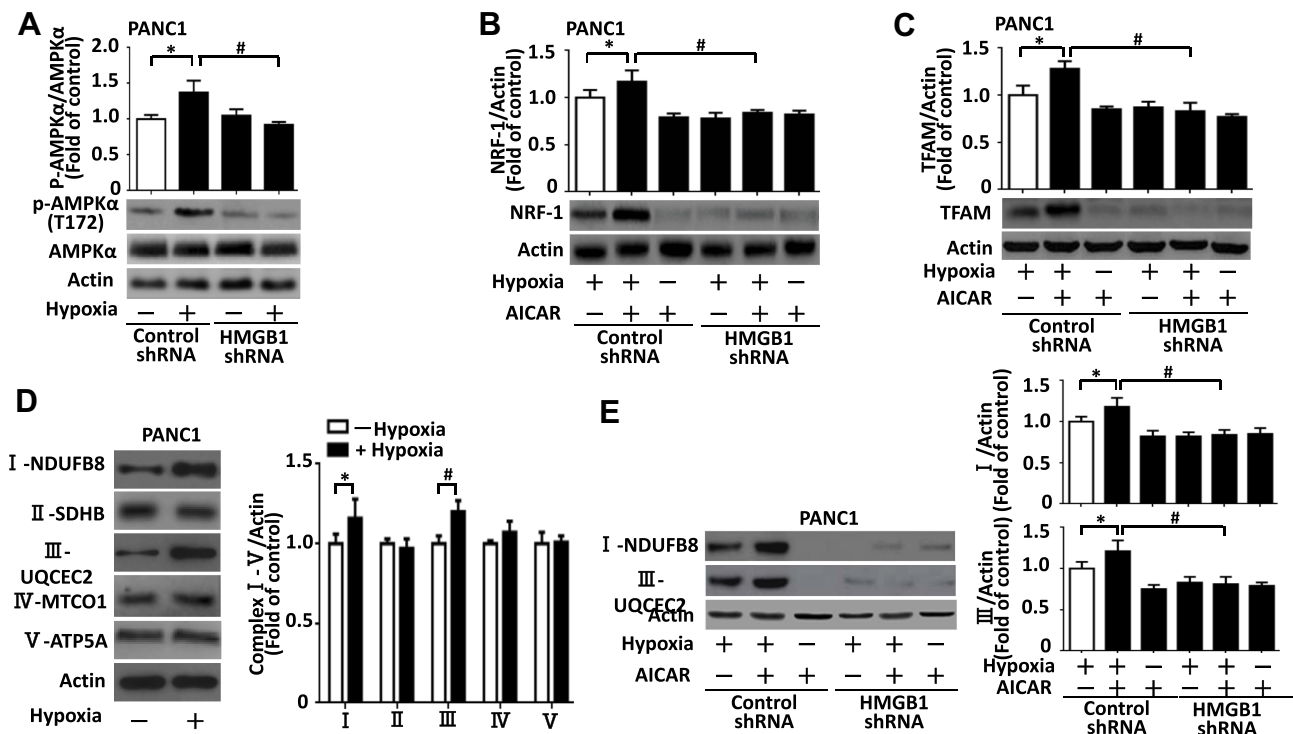 A
PANC1
P-AMPKα/AMPKα
(Fold of control)
2.0
1.5
1.0
0.5
0
*
#
p-AMPKα
(T172)
AMPKα
Actin
Hypoxia
− + − +
Control
shRNA
HMGB1
shRNA
B
PANC1
NRF-1/Actin
(Fold of control)
1.5
1.0
0.5
0
*
#
NRF-1
Actin
Hypoxia + + − + + −
AICAR − + + − + +
Control
shRNA
HMGB1
shRNA
C
PANC1
TFAM/Actin
(Fold of control)
1.5
1.0
0.5
0
*
#
TFAM
Actin
Hypoxia + + − + + −
AICAR − + + − + +
Control
shRNA
HMGB1
shRNA
D
PANC1
Ⅰ-NDUFB8
Ⅱ-SDHB
Ⅲ-
UQCEC2
Ⅳ-MTCO1
Ⅴ-ATP5A
Actin
Hypoxia − +
− Hypoxia
+ Hypoxia
Complex Ⅰ-Ⅴ/Actin
(Fold of control)
1.5
1.0
0.5
0
*
#
Ⅰ Ⅱ Ⅲ Ⅳ Ⅴ
E
PANC1
Ⅰ-NDUFB8
Ⅲ-
UQCEC2
Actin
Hypoxia + + − + + −
AICAR − + + − + +
Control
shRNA
HMGB1
shRNA
Ⅰ/Actin
(Fold of control)
1.5
1.0
0.5
0
*
#
Ⅲ/Actin
(Fold of control)
1.5
1.0
0.5
0
*
#
Hypoxia + + − + + −
AICAR − + + − + +
Control
shRNA
HMGB1
shRNA